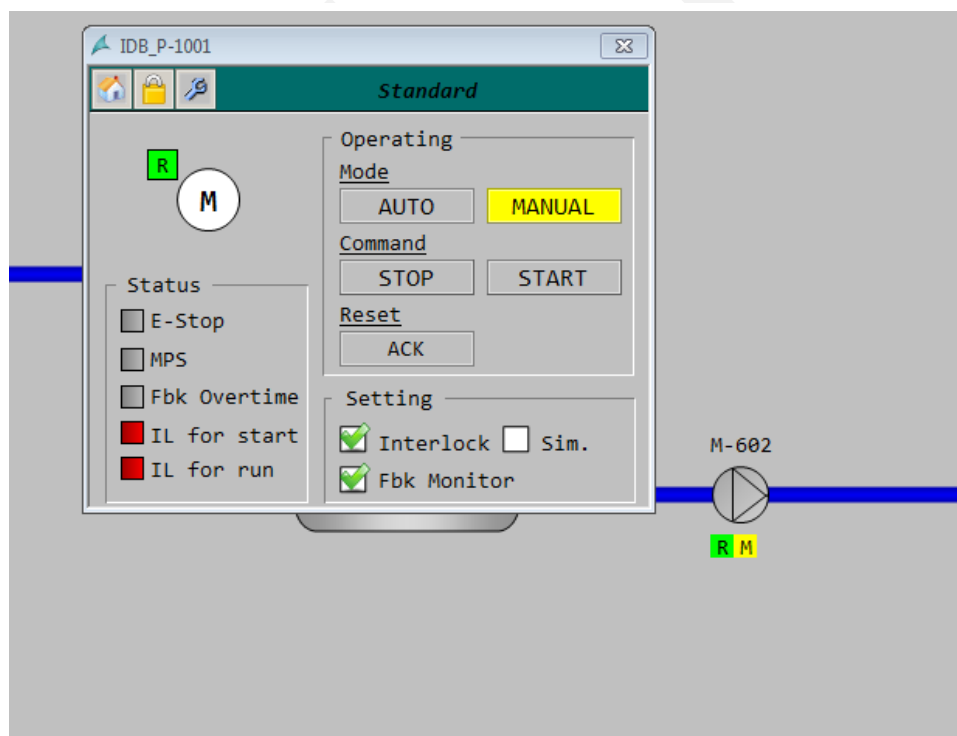 IDB_P-1001
Standard
R
M
Operating
Mode
AUTO MANUAL
Command
STOP START
Reset
ACK
Status
E-Stop
MPS
Fbk Overtime
IL for start
IL for run
Setting
Interlock Sim.
Fbk Monitor
M-602
R M